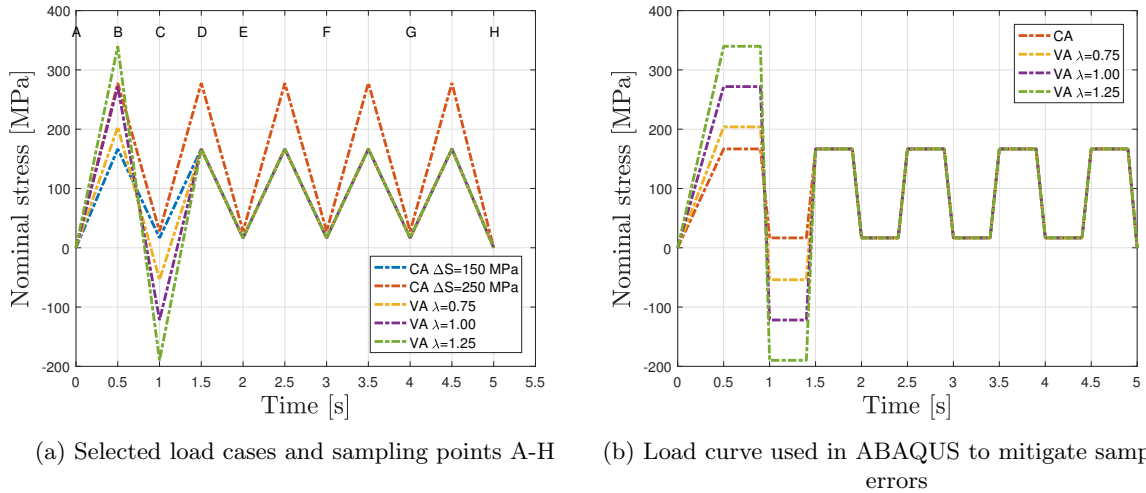 400
300
200
100
0
-100
-200
Nominal stress [MPa]
A B C D E F G H
CA ΔS=150 MPa
CA ΔS=250 MPa
VA λ=0.75
VA λ=1.00
VA λ=1.25
0 0.5 1 1.5 2 2.5 3 3.5 4 4.5 5 5.5
Time [s]
(a) Selected load cases and sampling points A-H
400
300
200
100
0
-100
-200
Nominal stress [MPa]
CA
VA λ=0.75
VA λ=1.00
VA λ=1.25
0 0.5 1 1.5 2 2.5 3 3.5 4 4.5 5
Time [s]
(b) Load curve used in ABAQUS to mitigate samp
errors